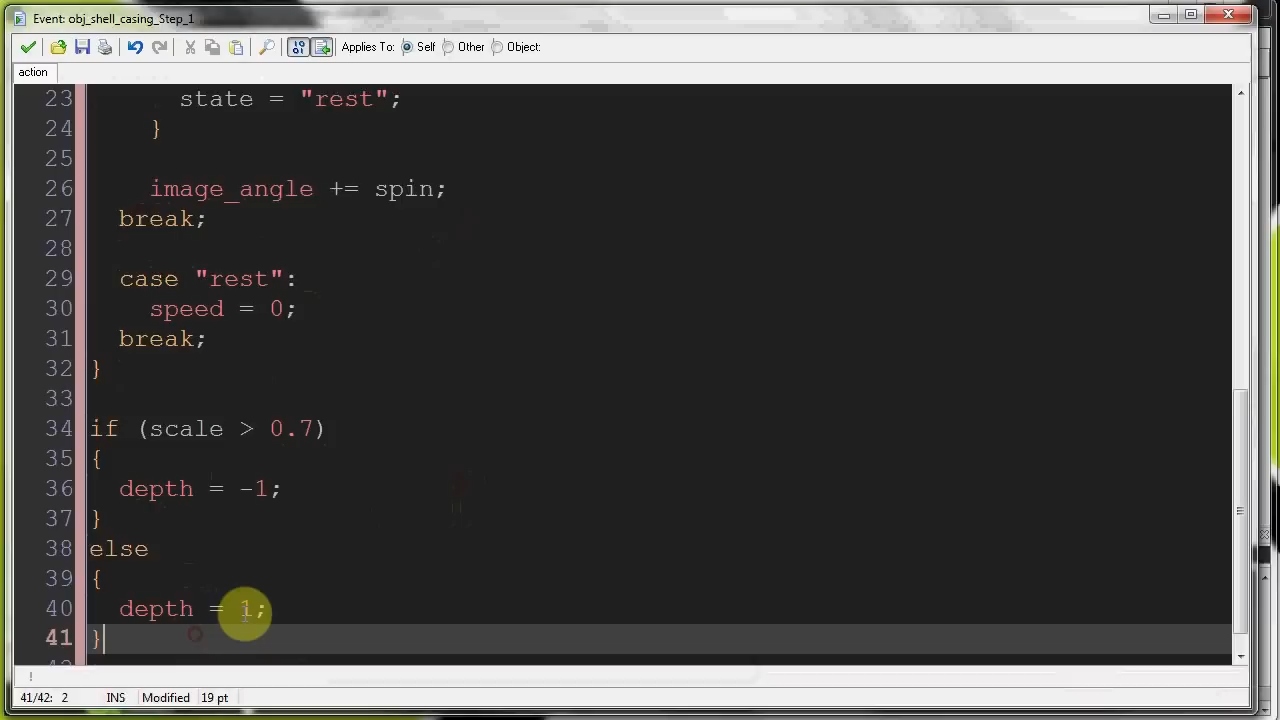 Event: obj_shell_casing_Step_1
Applies To: Self Other Object:
action
23 state = "rest";
24 }
25
26 image_angle += spin;
27 break;
28
29 case "rest":
30 speed = 0;
31 break;
32 }
33
34 if (scale > 0.7)
35 {
36 depth = -1;
37 }
38 else
39 {
40 depth = 1;
41 }
42
!
41/42: 2 INS Modified 19 pt